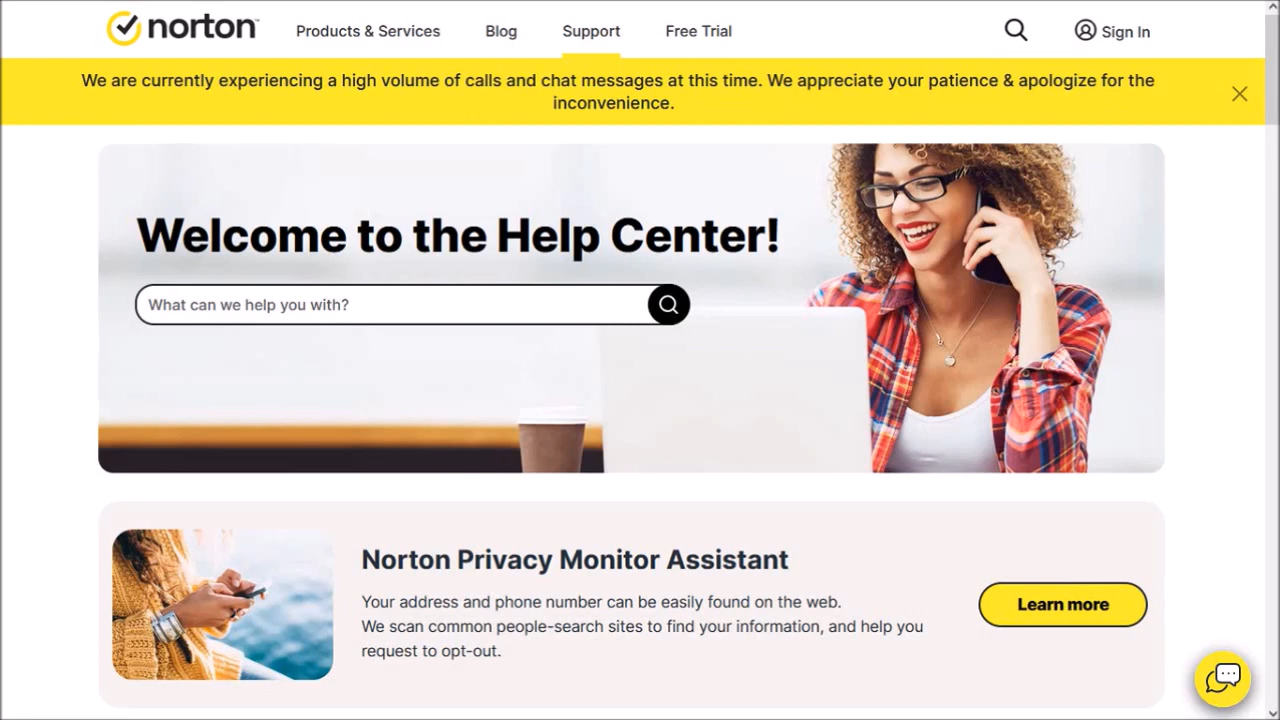 norton
Products & Services
Blog
Support
Free Trial
Sign In
We are currently experiencing a high volume of calls and chat messages at this time. We appreciate your patience & apologize for the
inconvenience.
Welcome to the Help Center!
What can we help you with?
Norton Privacy Monitor Assistant
Your address and phone number can be easily found on the web.
We scan common people-search sites to find your information, and help you
request to opt-out.
Learn more